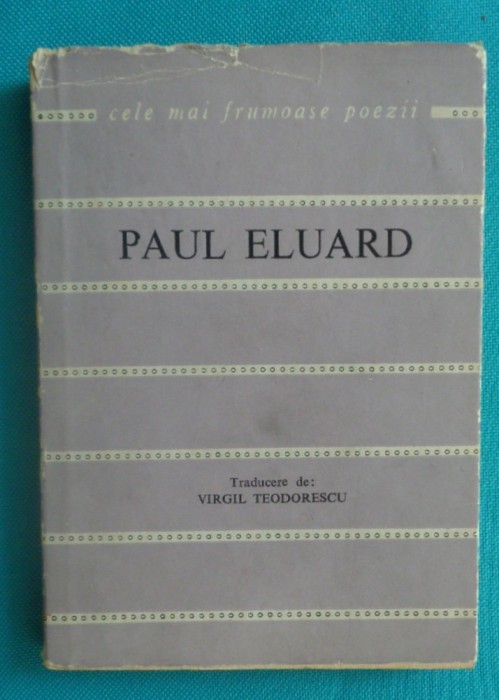 cele mai frumoase poezii
PAUL ELUARD
Traducere de:
VIRGIL TEODORESCU